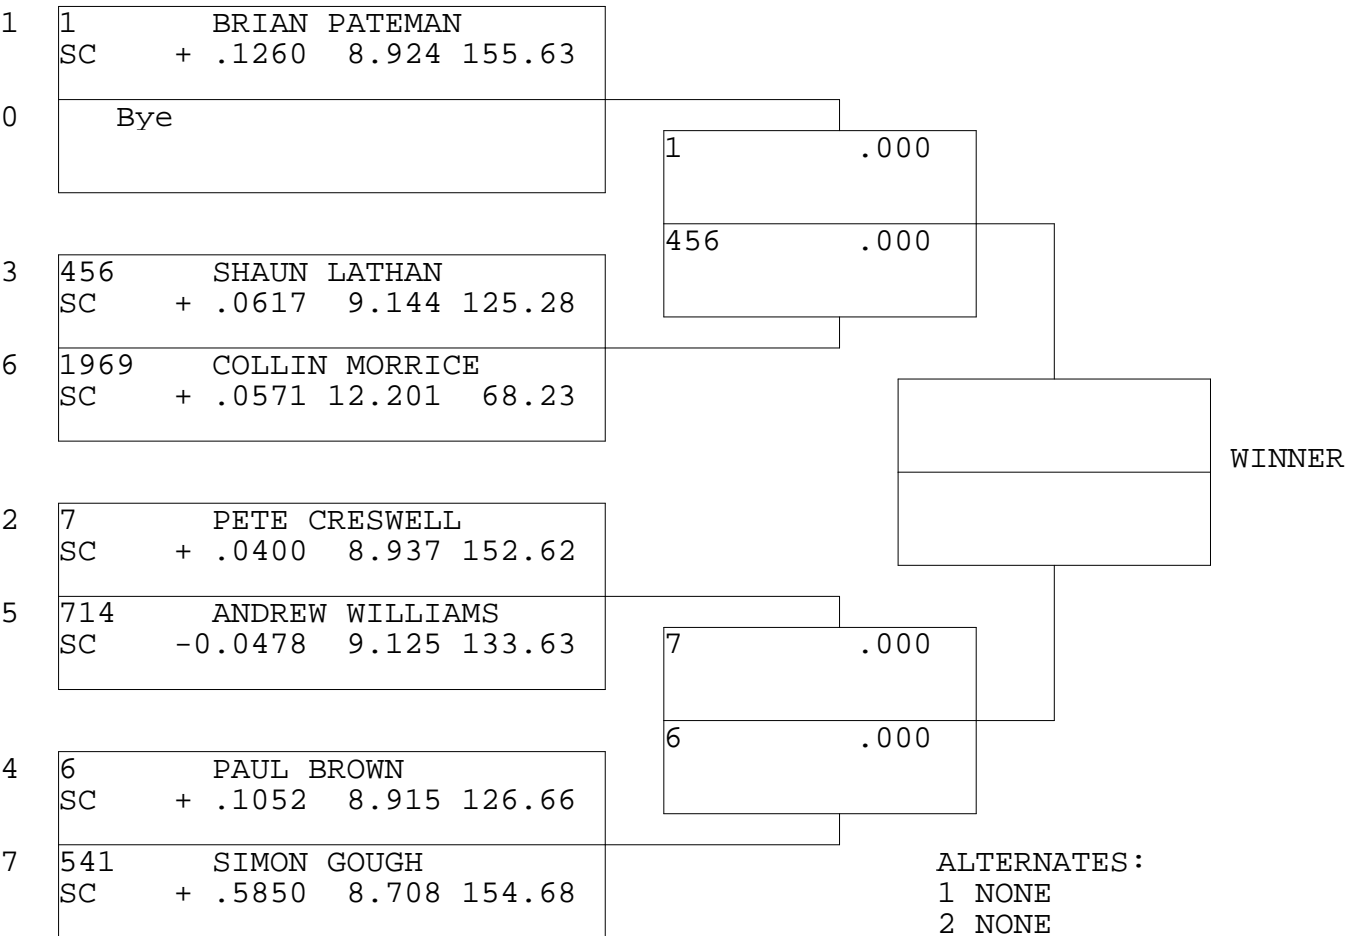 1 1 BRIAN PATEMAN
SC + .1260 8.924 155.63
0 Bye
1 .000
456 .000
3 456 SHAUN LATHAN
SC + .0617 9.144 125.28
6 1969 COLLIN MORRICE
SC + .0571 12.201 68.23
WINNER
2 7 PETE CRESWELL
SC + .0400 8.937 152.62
5 714 ANDREW WILLIAMS
SC -0.0478 9.125 133.63
7 .000
6 .000
4 6 PAUL BROWN
SC + .1052 8.915 126.66
7 541 SIMON GOUGH
SC + .5850 8.708 154.68
ALTERNATES:
1 NONE
2 NONE